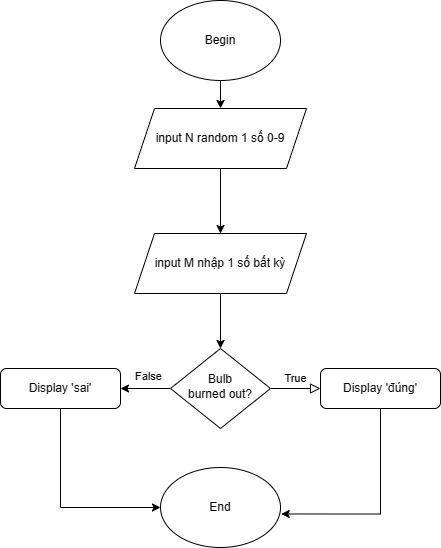 Begin
input N random 1 số 0-9
input M nhập 1 số bất kỳ
Bulb
burned out?
False
True
Display 'sai'
Display 'đúng'
End